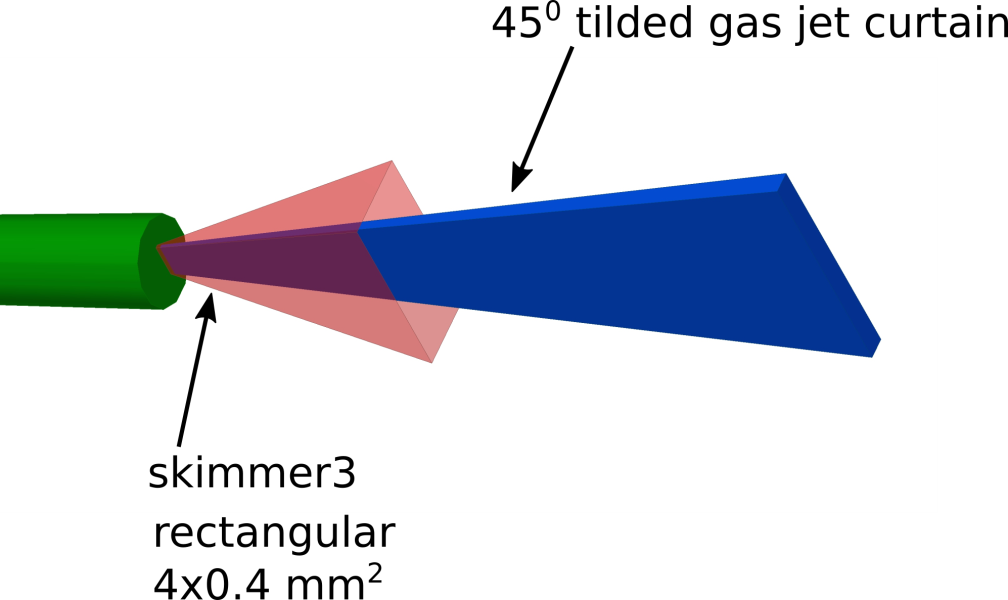 45⁰ tilded gas jet curtain
skimmer3
rectangular
4x0.4 mm²